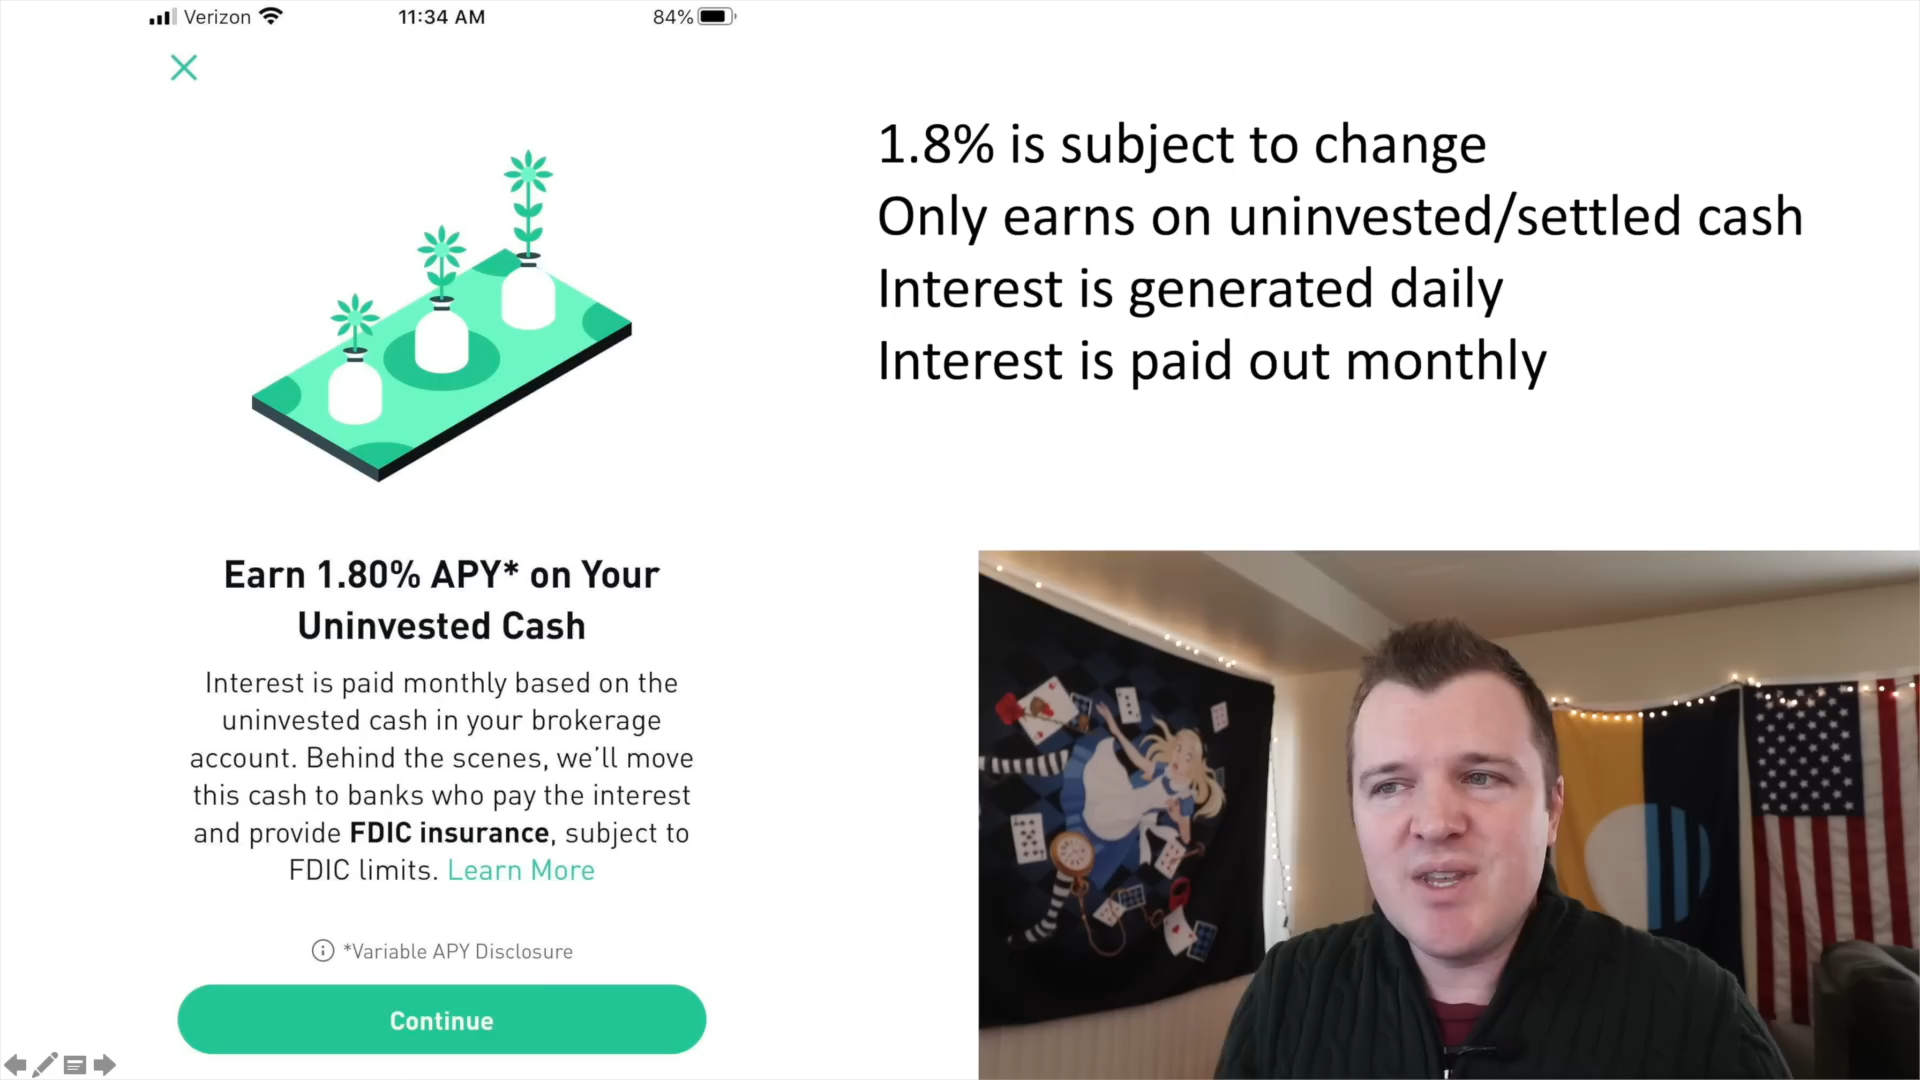 Verizon 11:34 AM 84%
Earn 1.80% APY* on Your
Uninvested Cash
Interest is paid monthly based on the
uninvested cash in your brokerage
account. Behind the scenes, we'll move
this cash to banks who pay the interest
and provide FDIC insurance, subject to
FDIC limits. Learn More
*Variable APY Disclosure
Continue
1.8% is subject to change
Only earns on uninvested/settled cash
Interest is generated daily
Interest is paid out monthly